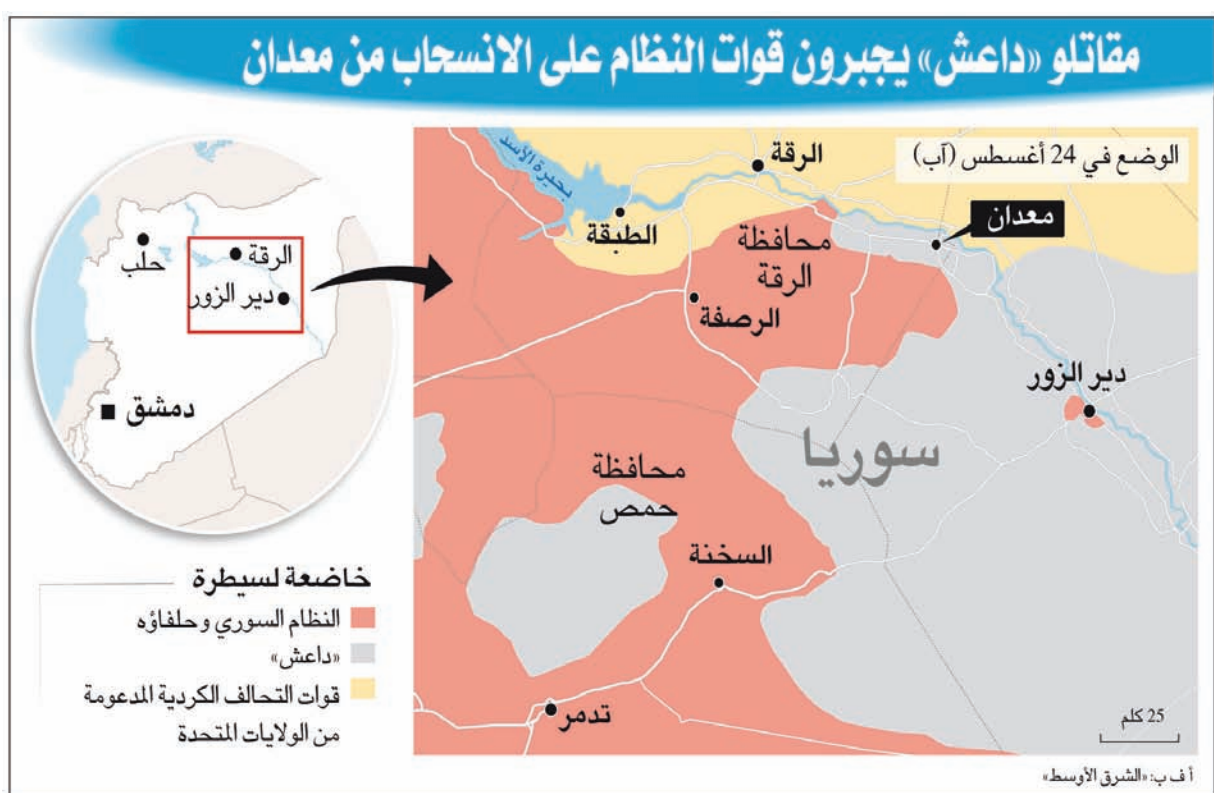 مقاتلو «داعش» يجبرون قوات النظام على الانسحاب من معدان
الوضع في 24 أغسطس (آب)
بحيرة الأسد
الرقة
الطبقة
معدان
محافظة
الرقة
الرصفة
دير الزور
سوريا
محافظة
حمص
السخنة
تدمر
25 كلم
حلب
الرقة
دير الزور
دمشق
خاضعة لسيطرة
النظام السوري وحلفاؤه
«داعش»
قوات التحالف الكردية المدعومة
من الولايات المتحدة
أ ف ب: «الشرق الأوسط»